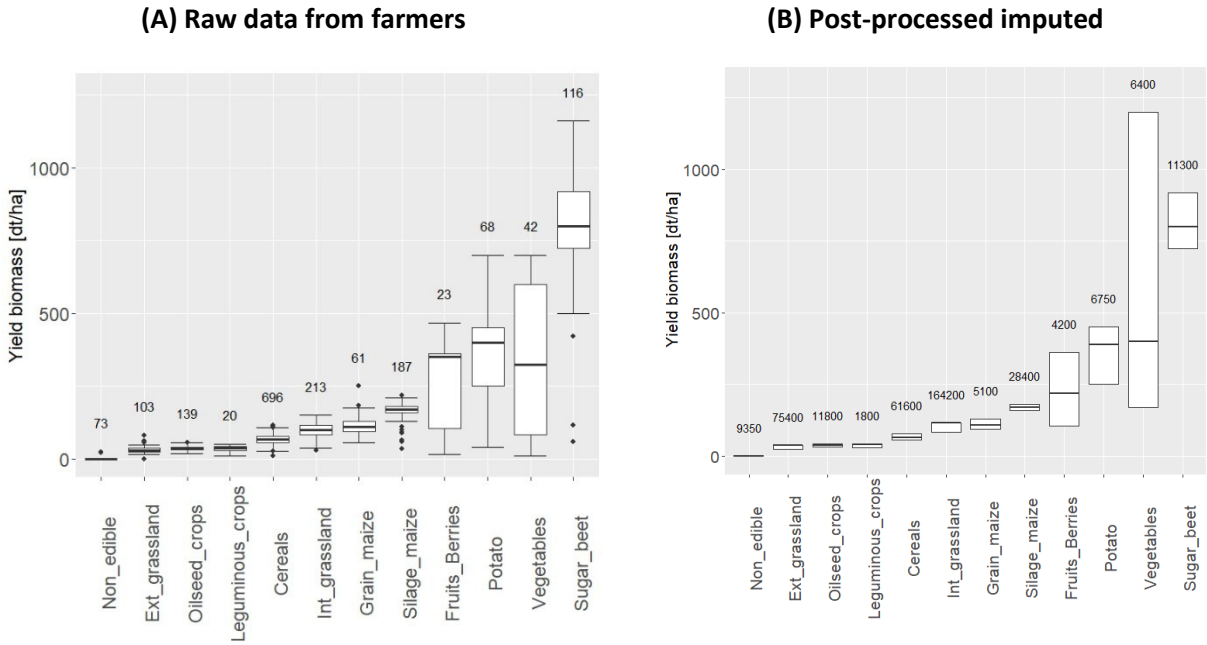 (A) Raw data from farmers
(B) Post-processed imputed
Yield biomass [dt/ha]
1000
500
0
73
103
139
20
696
213
61
187
23
68
42
116
Non_edible
Ext_grassland
Oilseed_crops
Leguminous_crops
Cereals
Int_grassland
Grain_maize
Silage_maize
Fruits_Berries
Potato
Vegetables
Sugar_beet
Yield biomass [dt/ha]
1000
500
0
9350
75400
11800
1800
61600
164200
5100
28400
4200
6750
6400
11300
Non_edible
Ext_grassland
Oilseed_crops
Leguminous_crops
Cereals
Int_grassland
Grain_maize
Silage_maize
Fruits_Berries
Potato
Vegetables
Sugar_beet